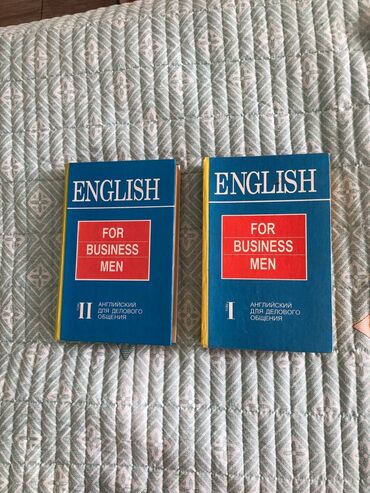 ENGLISH
FOR
BUSINESS
MEN
II
АНГЛИЙСКИЙ
ДЛЯ ДЕЛОВОГО
ОБЩЕНИЯ
ENGLISH
FOR
BUSINESS
MEN
I
АНГЛИЙСКИЙ
ДЛЯ ДЕЛОВОГО
ОБЩЕНИЯ